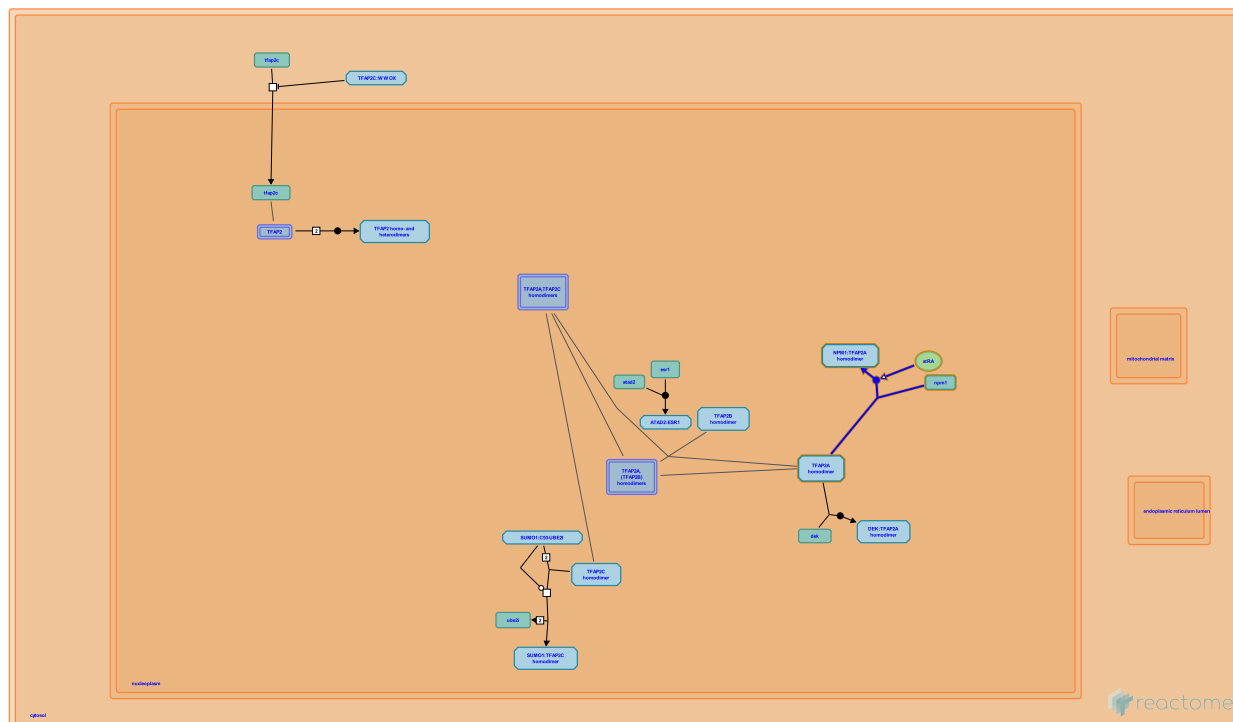 tfap2c
TFAP2C:WWOX
tfap2c
TFAP2
2
TFAP2 homo- and
heterodimers
TFAP2A,TFAP2C
homodimers
NPM1:TFAP2A
homodimer
atRA
npm1
esr1
atad2
ATAD2:ESR1
TFAP2B
homodimer
TFAP2A,
(TFAP2B)
homodimers
TFAP2A
homodimer
dek
DEK:TFAP2A
homodimer
SUMO1:C93-UBE2I
2
TFAP2C
homodimer
ube2i
2
SUMO1:TFAP2C
homodimer
mitochondrial matrix
endoplasmic reticulum lumen
nucleoplasm
cytosol
reactome